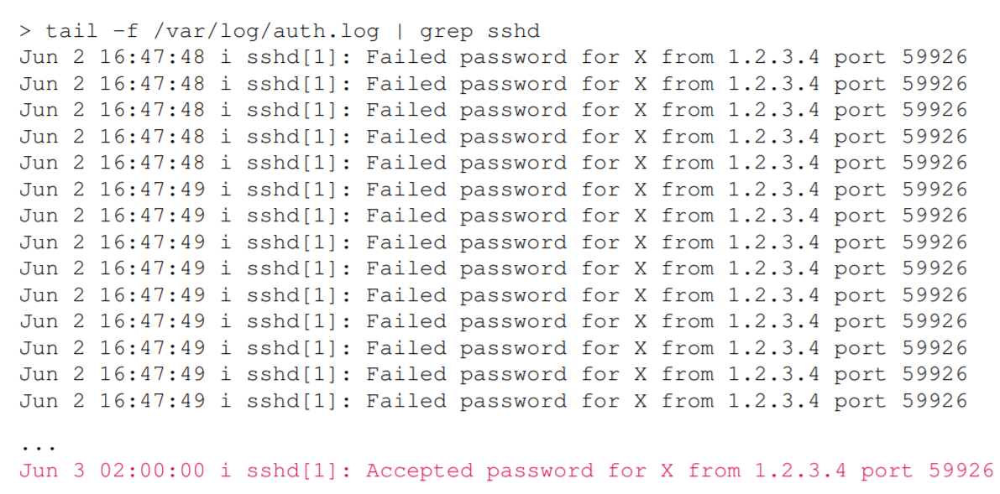 > tail -f /var/log/auth.log | grep sshd
Jun 2 16:47:48 i sshd[1]: Failed password for X from 1.2.3.4 port 59926
Jun 2 16:47:48 i sshd[1]: Failed password for X from 1.2.3.4 port 59926
Jun 2 16:47:48 i sshd[1]: Failed password for X from 1.2.3.4 port 59926
Jun 2 16:47:48 i sshd[1]: Failed password for X from 1.2.3.4 port 59926
Jun 2 16:47:48 i sshd[1]: Failed password for X from 1.2.3.4 port 59926
Jun 2 16:47:49 i sshd[1]: Failed password for X from 1.2.3.4 port 59926
Jun 2 16:47:49 i sshd[1]: Failed password for X from 1.2.3.4 port 59926
Jun 2 16:47:49 i sshd[1]: Failed password for X from 1.2.3.4 port 59926
Jun 2 16:47:49 i sshd[1]: Failed password for X from 1.2.3.4 port 59926
Jun 2 16:47:49 i sshd[1]: Failed password for X from 1.2.3.4 port 59926
Jun 2 16:47:49 i sshd[1]: Failed password for X from 1.2.3.4 port 59926
Jun 2 16:47:49 i sshd[1]: Failed password for X from 1.2.3.4 port 59926
Jun 2 16:47:49 i sshd[1]: Failed password for X from 1.2.3.4 port 59926
Jun 2 16:47:49 i sshd[1]: Failed password for X from 1.2.3.4 port 59926
...
Jun 3 02:00:00 i sshd[1]: Accepted password for X from 1.2.3.4 port 59926